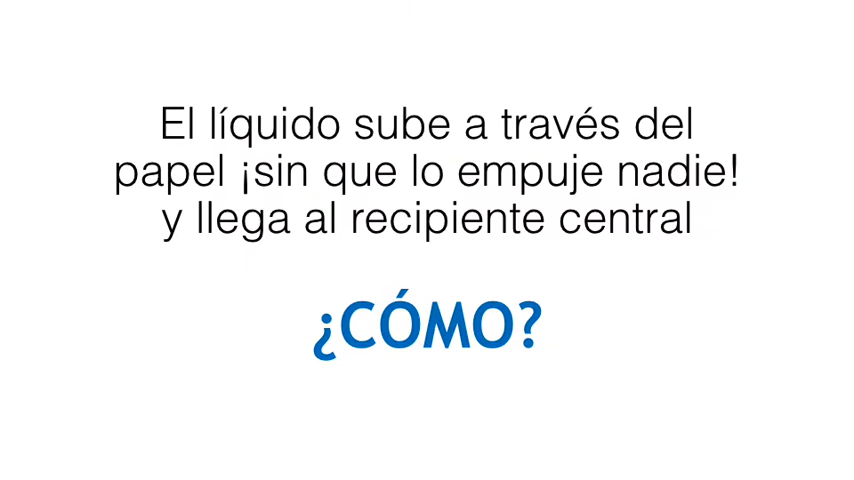 El líquido sube a través del
papel ¡sin que lo empuje nadie!
y llega al recipiente central
¿CÓMO?